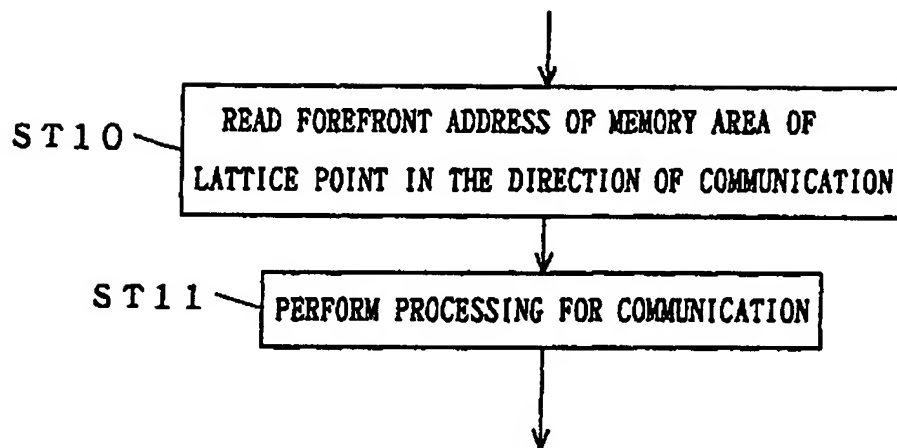 READ FOREFRONT ADDRESS OF MEMORY AREA OF
ST10
LATTICE POINT IN THE DIRECTION OF COMMUNICATION
ST11
PERFORM PROCESSING FOR COMMUNICATION